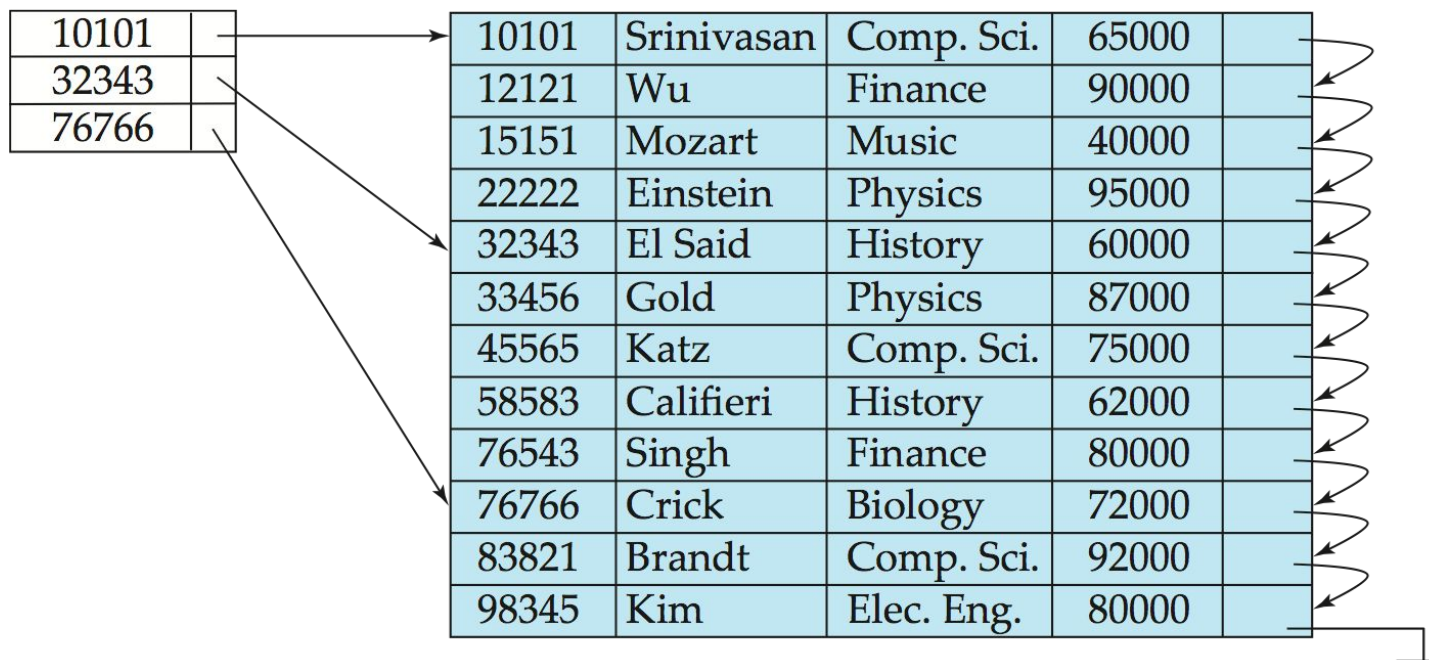 10101
32343
76766
10101 Srinivasan Comp. Sci. 65000
12121 Wu Finance 90000
15151 Mozart Music 40000
22222 Einstein Physics 95000
32343 El Said History 60000
33456 Gold Physics 87000
45565 Katz Comp. Sci. 75000
58583 Califieri History 62000
76543 Singh Finance 80000
76766 Crick Biology 72000
83821 Brandt Comp. Sci. 92000
98345 Kim Elec. Eng. 80000